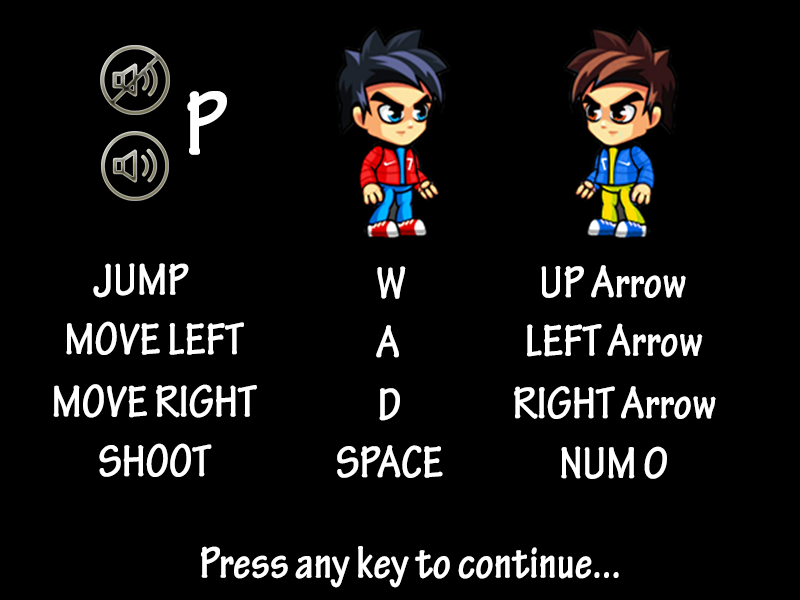 P
JUMP W UP Arrow
MOVE LEFT A LEFT Arrow
MOVE RIGHT D RIGHT Arrow
SHOOT SPACE NUM 0
Press any key to continue...